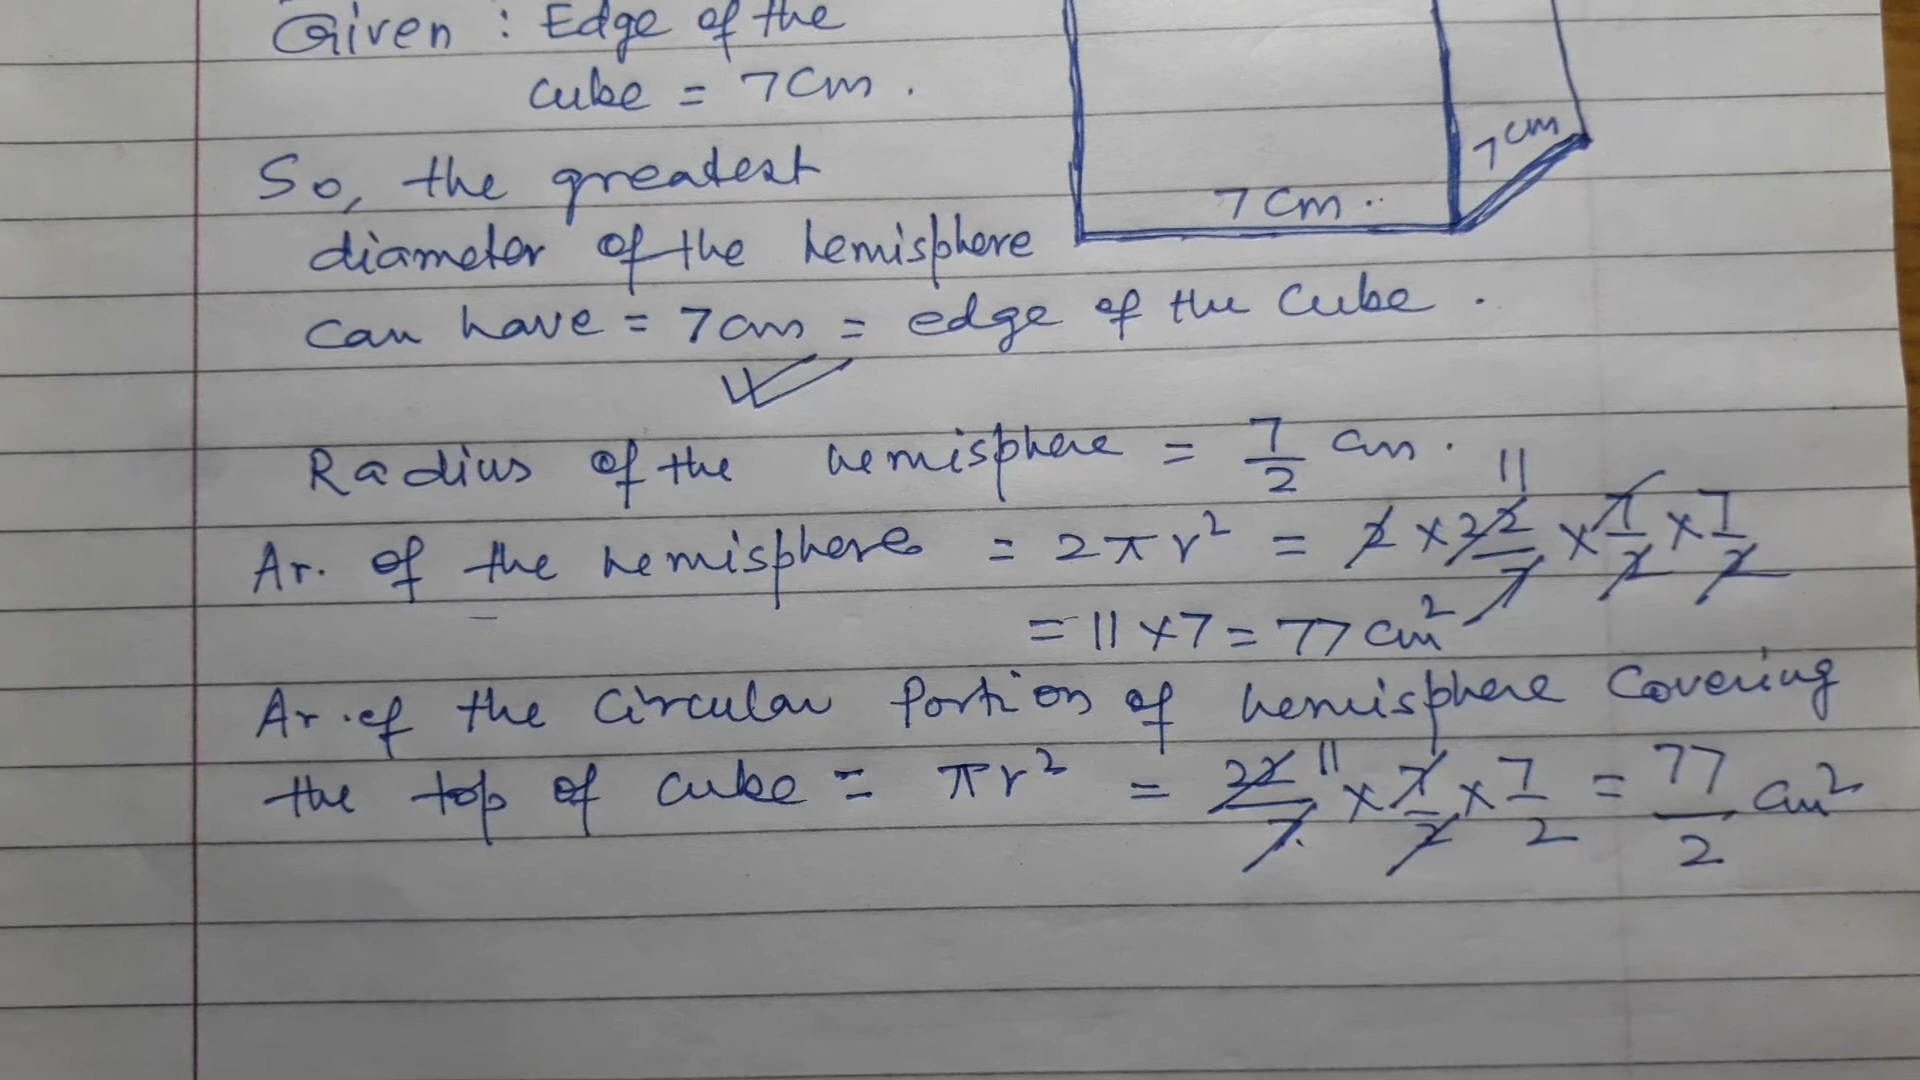 Given : Edge of the
cube = 7cm .
7cm
So, the greatest
7cm ..
diameter of the hemisphere
can have = 7cm = edge of the cube .
Radius of the hemisphere = 7/2 cm .
11
Ar. of the hemisphere = 2πr² = 2 × 22/7 × 7/2 × 7/2
= 11 × 7 = 77 cm²
Ar. of the circular portion of hemisphere covering
the top of cube = πr² = 22/7 11 × 7/2 × 7/2 = 77/2 cm²